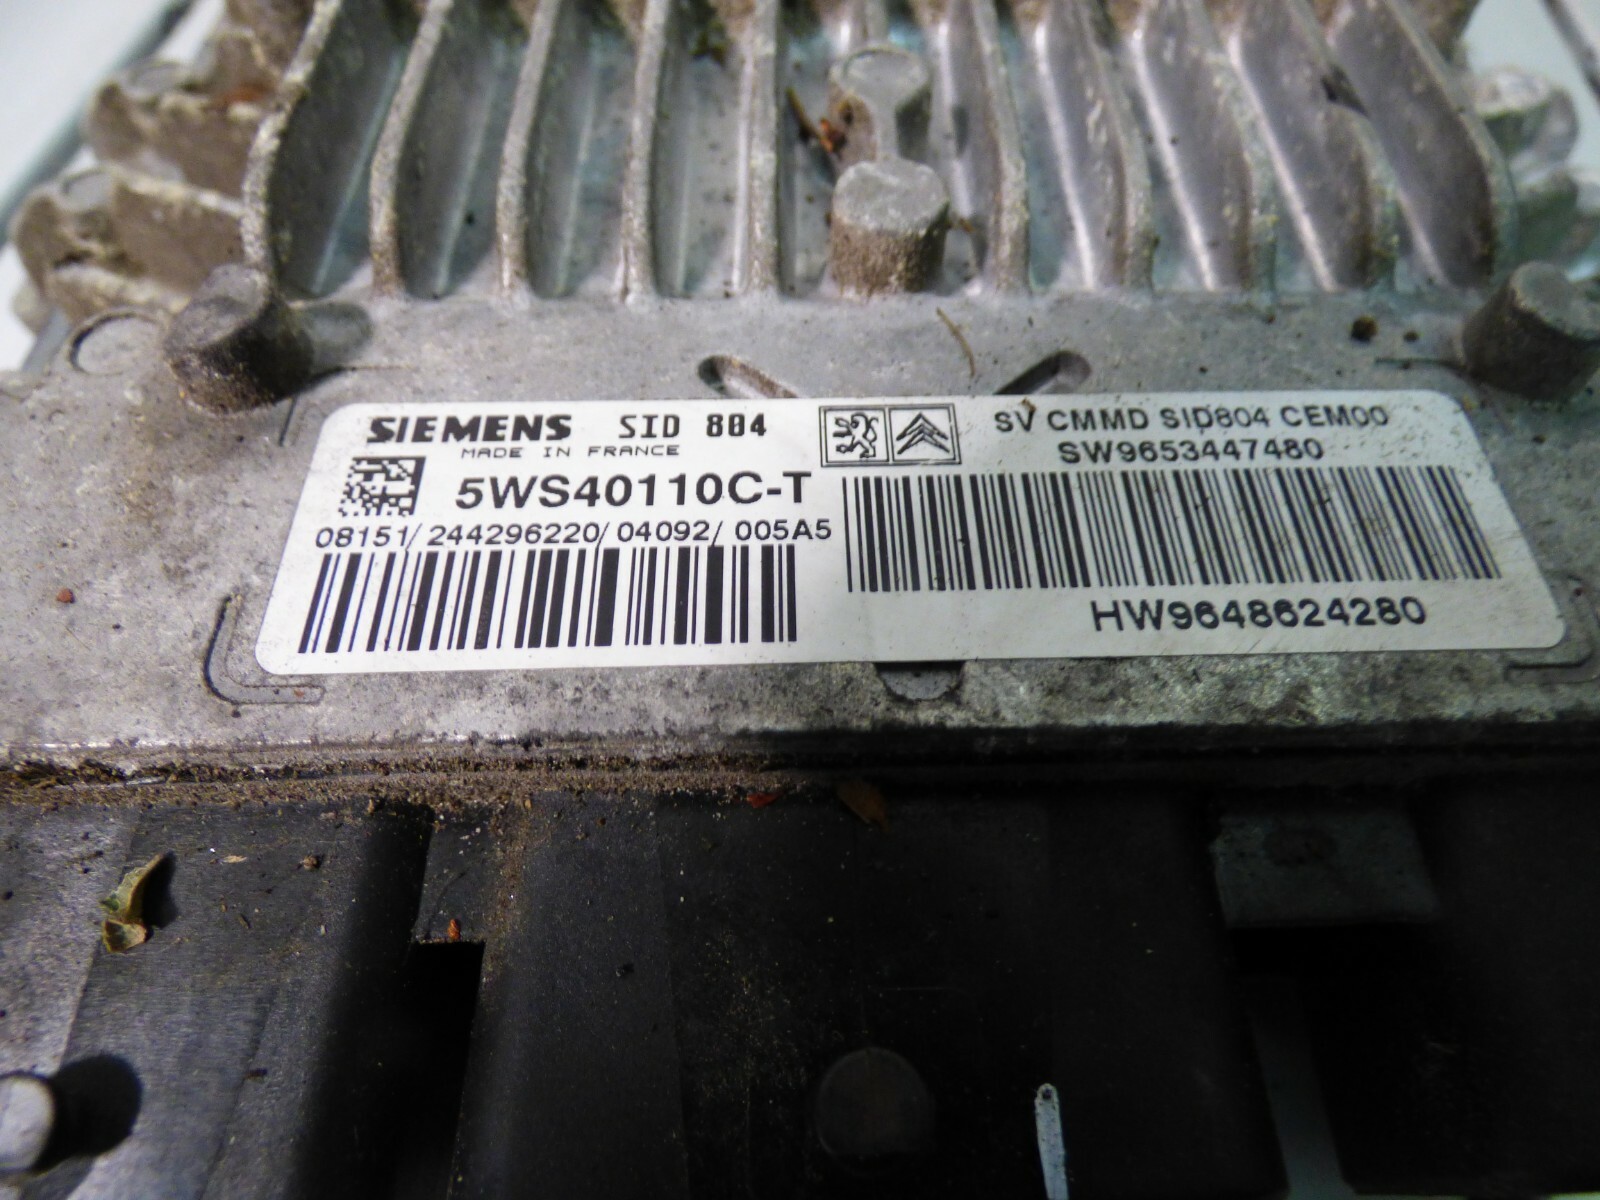 SIEMENS SID 804
MADE IN FRANCE
5WS40110C-T
08151/244296220/04092/005A5
SV CMMD SID804 CEM00
SW9653447480
HW9648624280